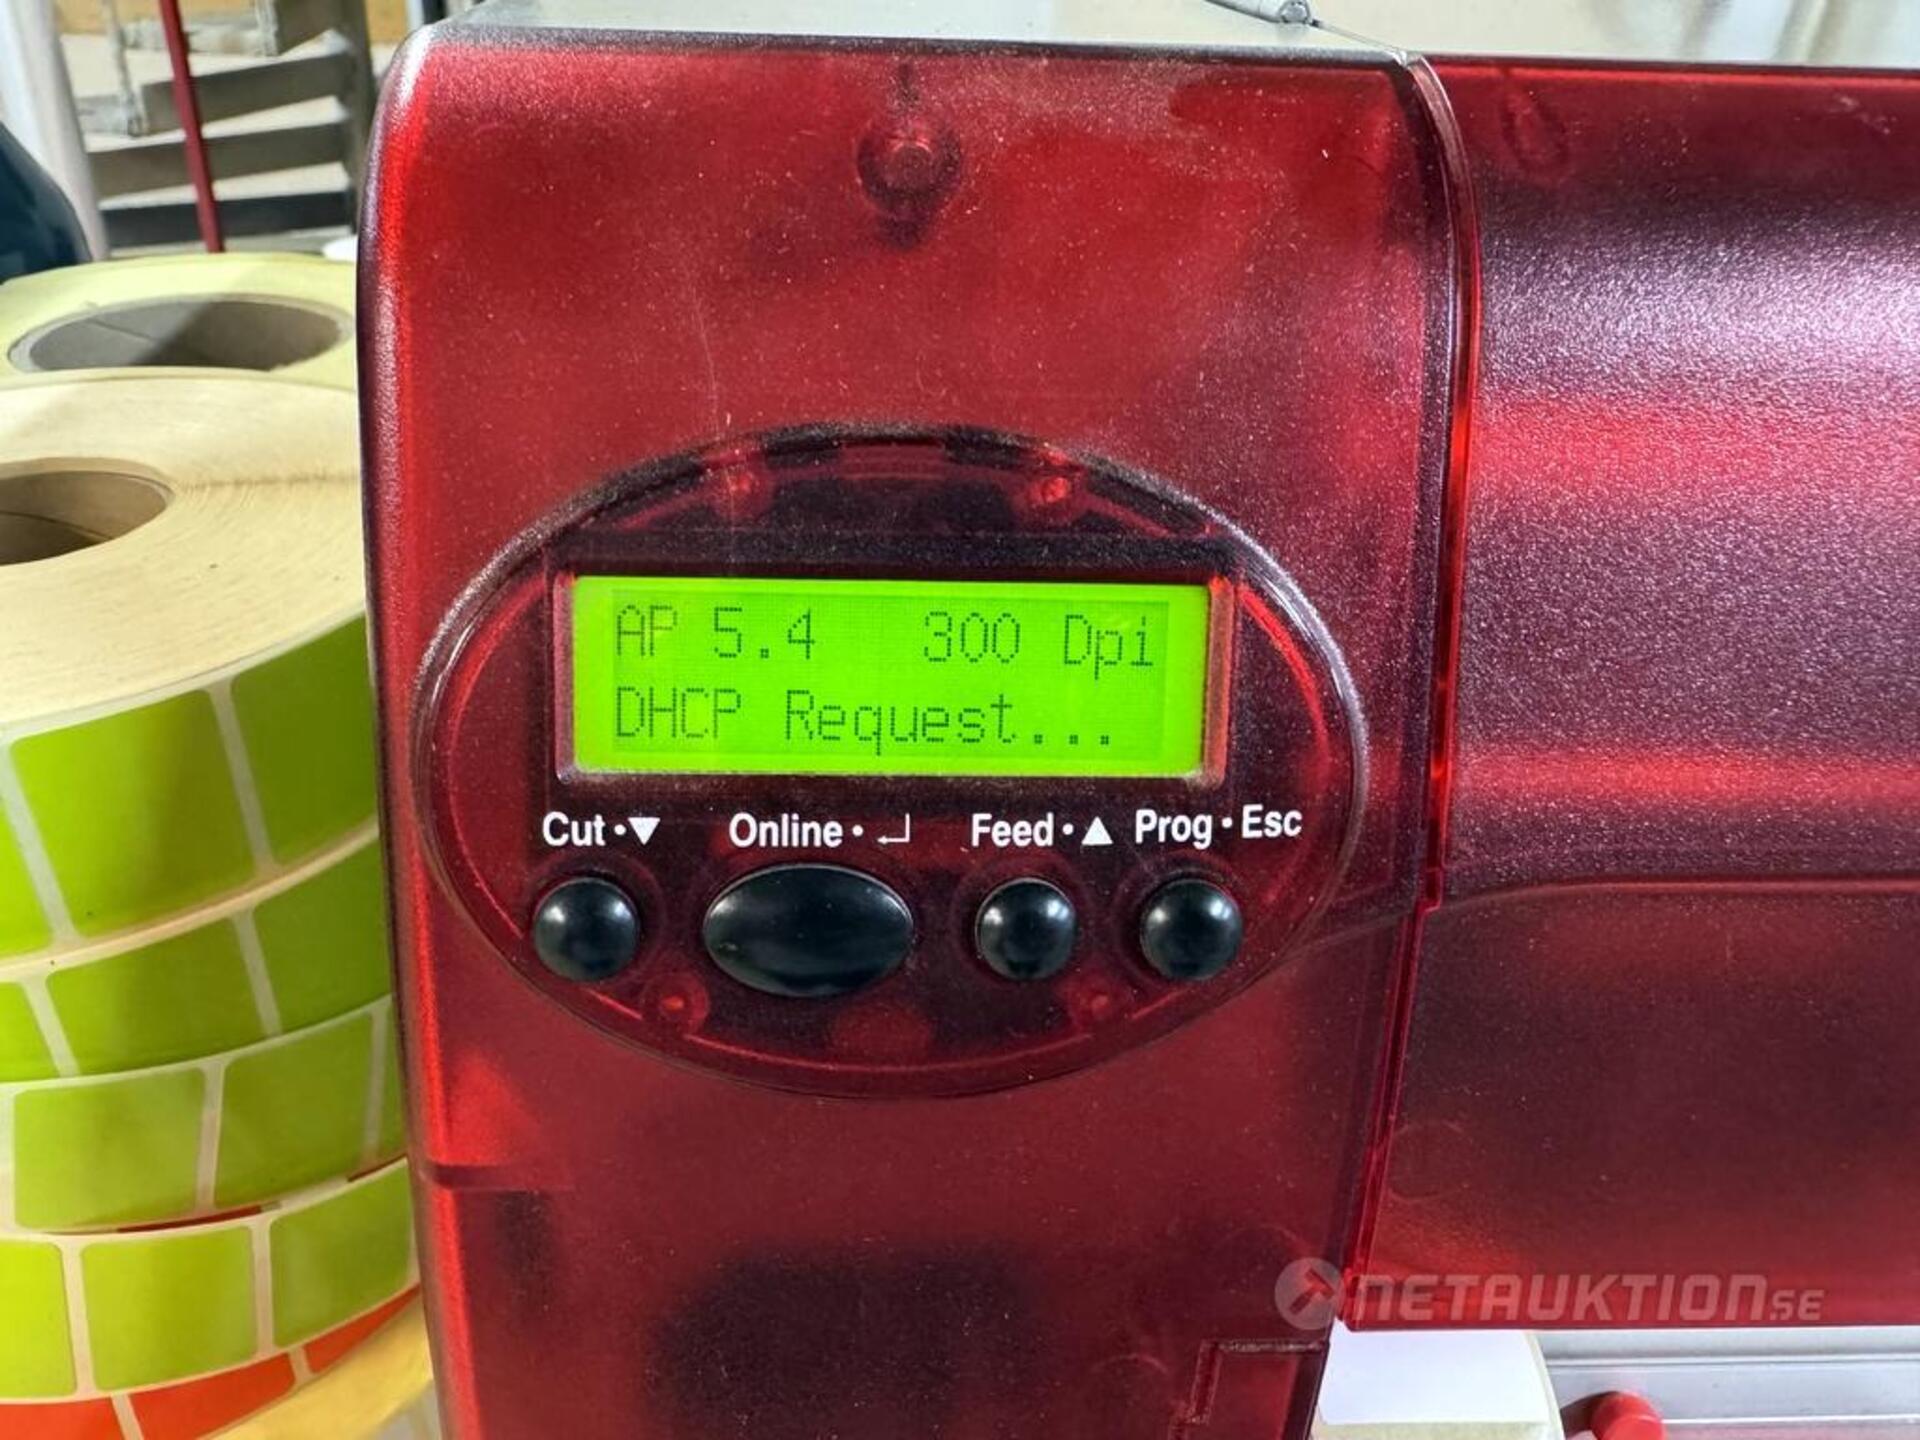 AP 5.4 300 Dpi
DHCP Request...
Cut • ▼ Online • ↵ Feed • ▲ Prog • Esc
NETAUKTION.SE